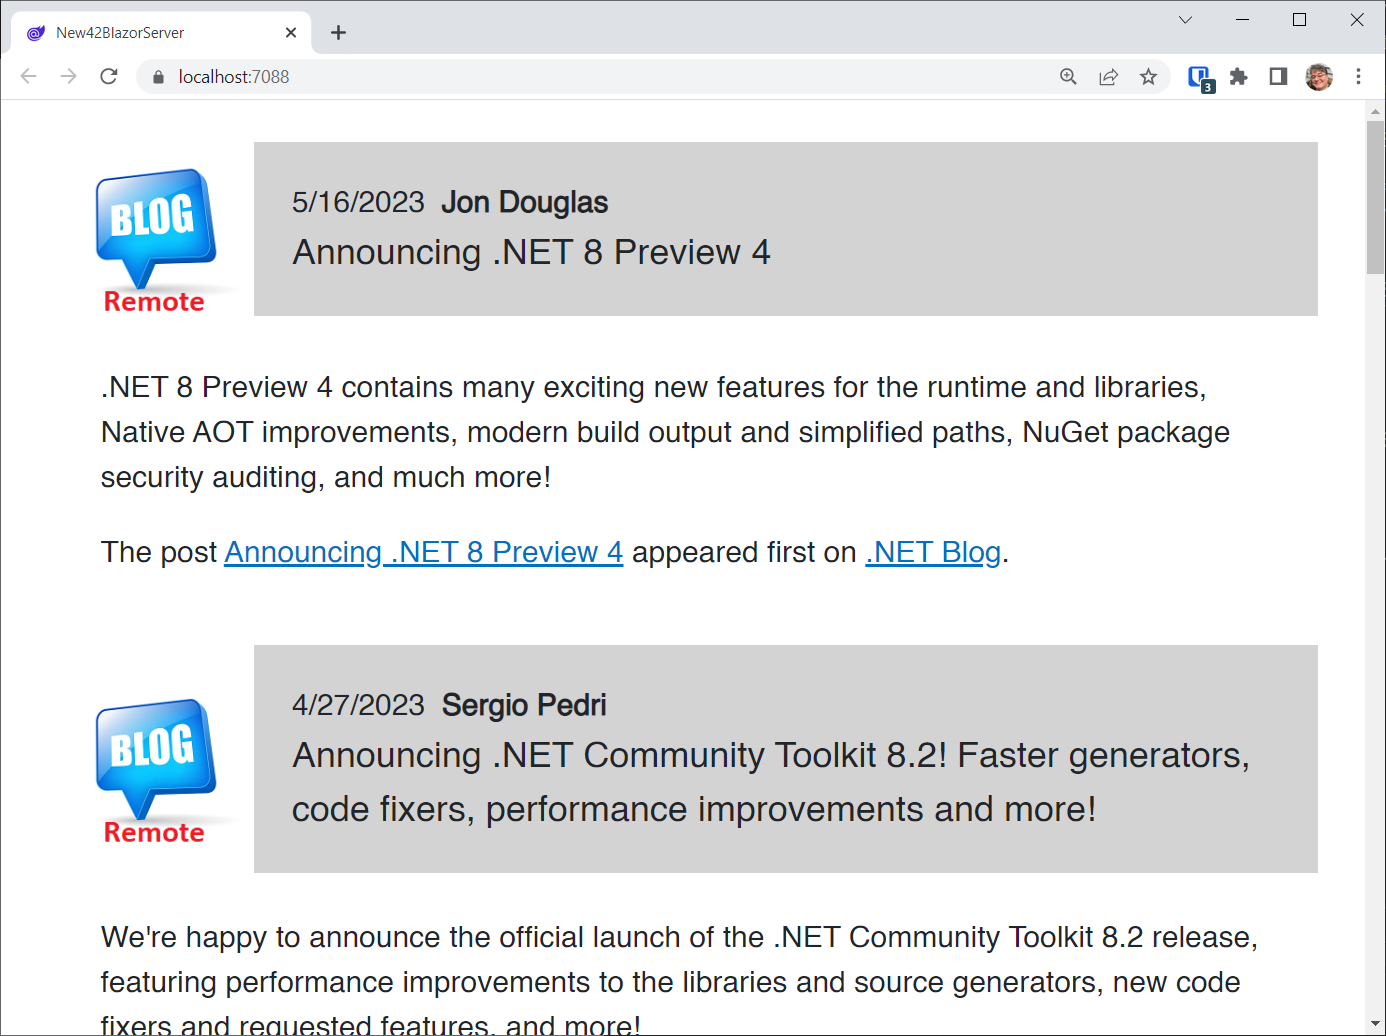 New42BlazorServer
localhost:7088
3
BLOG
Remote
5/16/2023 Jon Douglas
Announcing .NET 8 Preview 4
.NET 8 Preview 4 contains many exciting new features for the runtime and libraries,
Native AOT improvements, modern build output and simplified paths, NuGet package
security auditing, and much more!
The post Announcing .NET 8 Preview 4 appeared first on .NET Blog.
BLOG
Remote
4/27/2023 Sergio Pedri
Announcing .NET Community Toolkit 8.2! Faster generators,
code fixers, performance improvements and more!
We're happy to announce the official launch of the .NET Community Toolkit 8.2 release,
featuring performance improvements to the libraries and source generators, new code
fixers and requested features, and more!